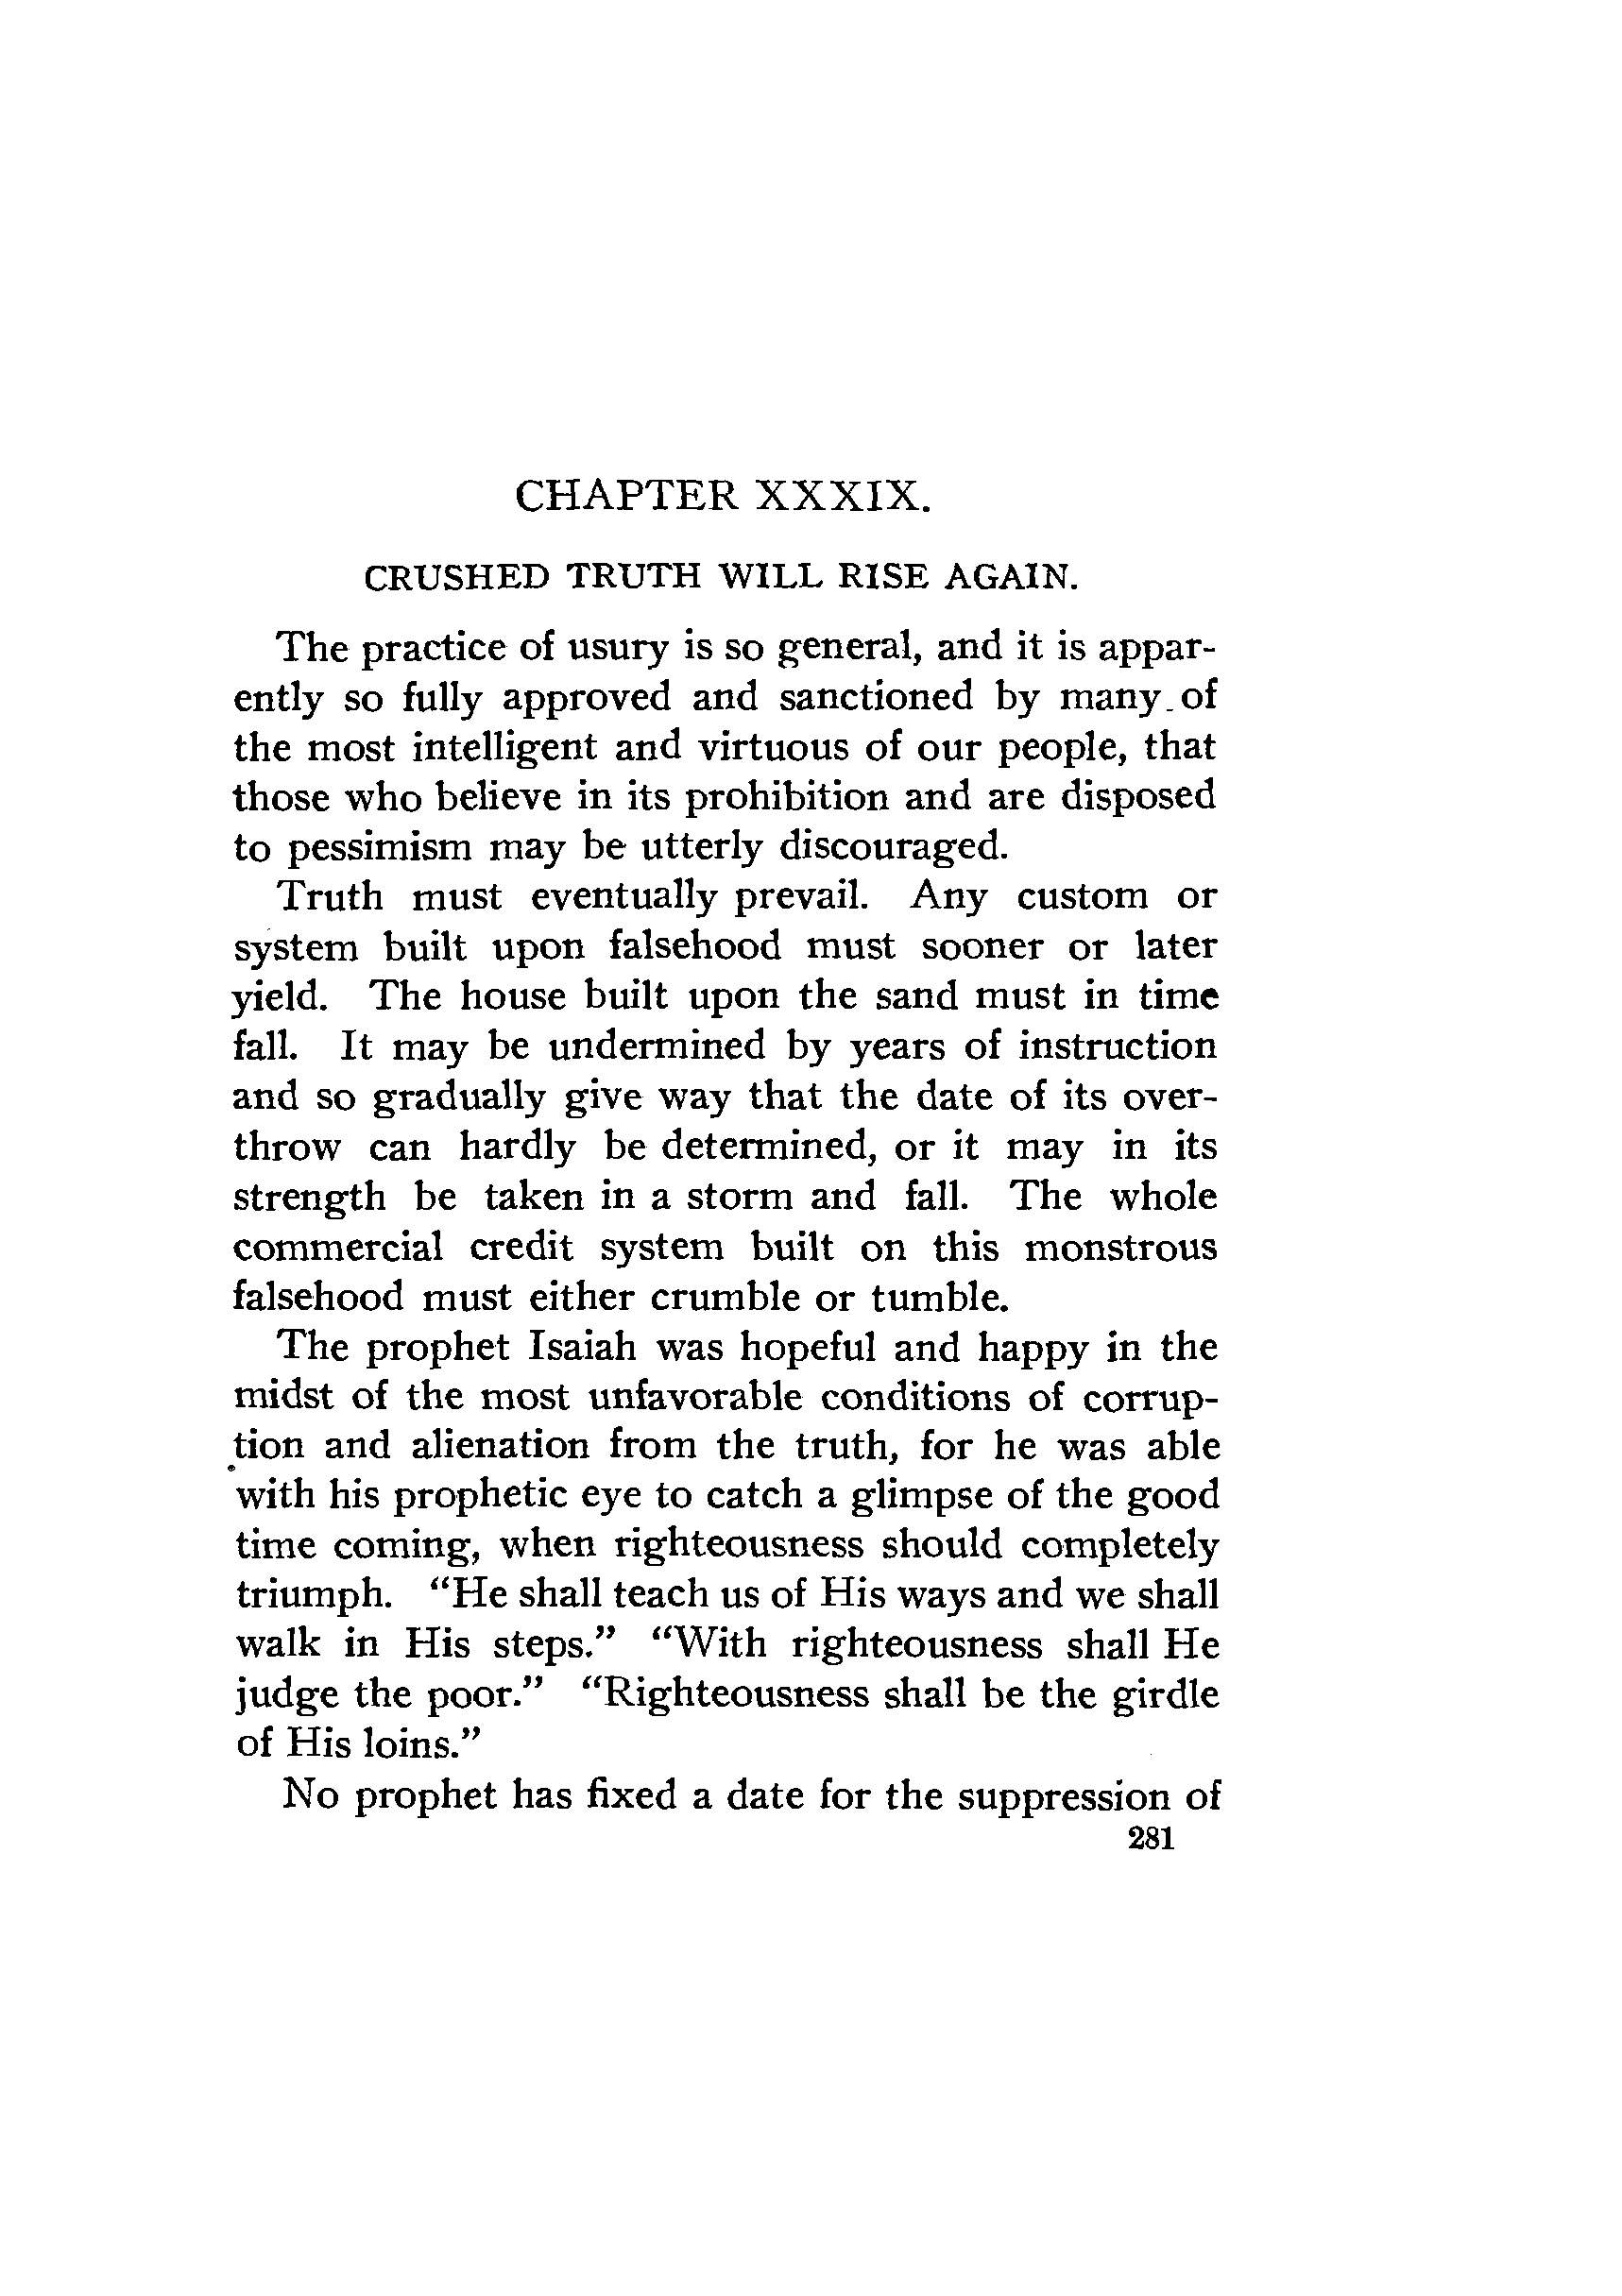 CHAPTER XXXIX.
CRUSHED TRUTH WILL RISE AGAIN.
The practice of usury is so general, and it is appar-
ently so fully approved and sanctioned by many of
the most intelligent and virtuous of our people, that
those who believe in its prohibition and are disposed
to pessimism may be utterly discouraged.
Truth must eventually prevail. Any custom or
system built upon falsehood must sooner or later
yield. The house built upon the sand must in time
fall. It may be undermined by years of instruction
and so gradually give way that the date of its over-
throw can hardly be determined, or it may in its
strength be taken in a storm and fall. The whole
commercial credit system built on this monstrous
falsehood must either crumble or tumble.
The prophet Isaiah was hopeful and happy in the
midst of the most unfavorable conditions of corrup-
tion and alienation from the truth, for he was able
with his prophetic eye to catch a glimpse of the good
time coming, when righteousness should completely
triumph. “He shall teach us of His ways and we shall
walk in His steps.” “With righteousness shall He
judge the poor.” “Righteousness shall be the girdle
of His loins.”
No prophet has fixed a date for the suppression of
281